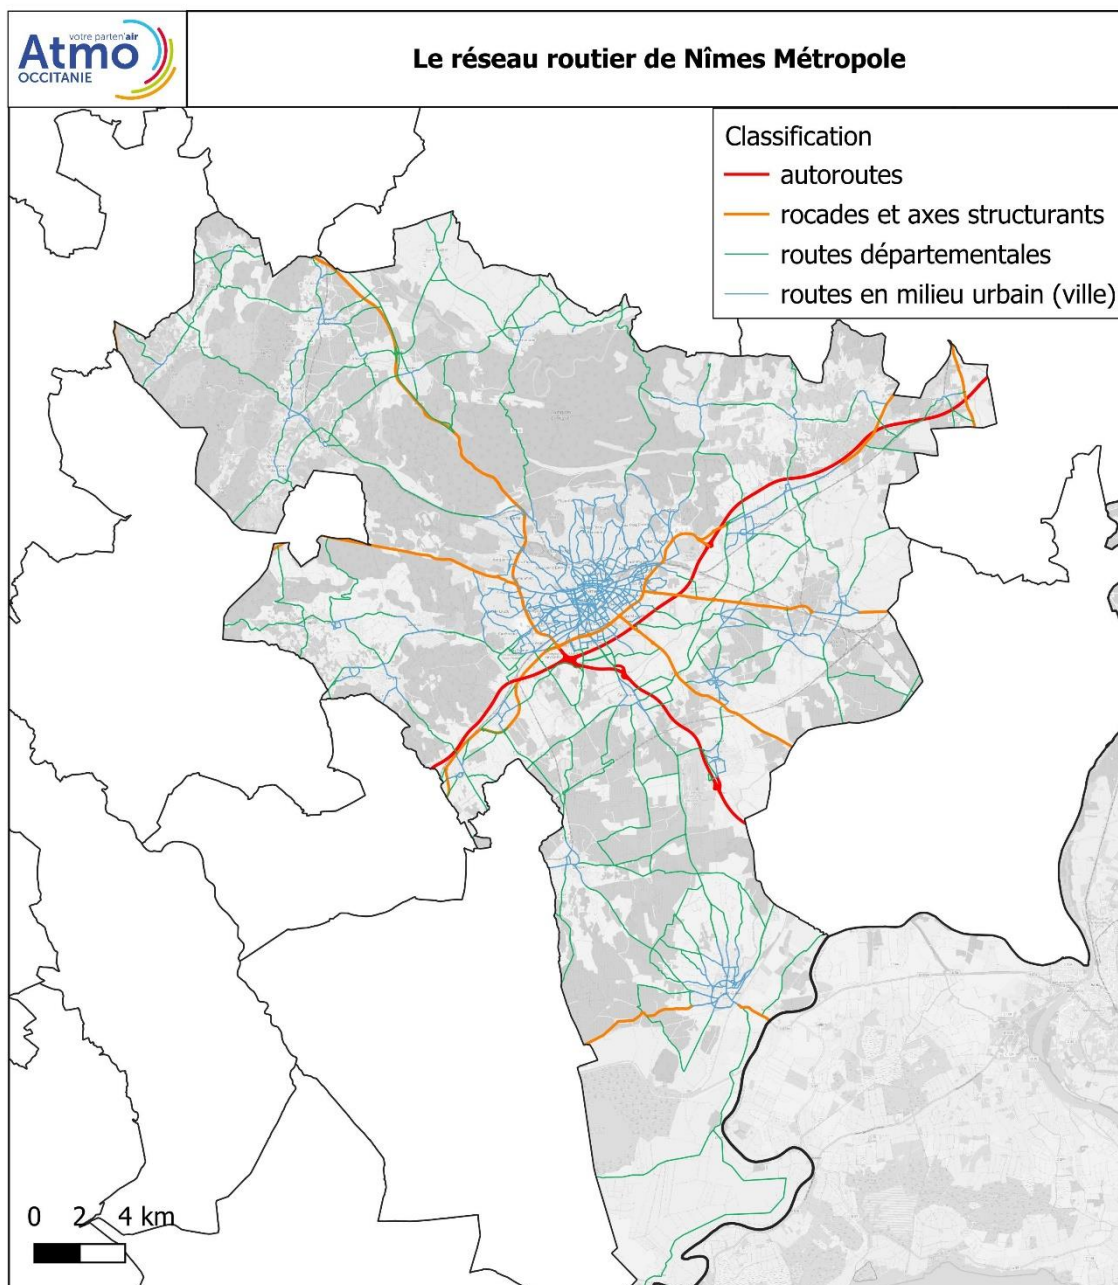 votre parten'air
Atmo
OCCITANIE
Le réseau routier de Nîmes Métropole
Classification
autoroutes
rocades et axes structurants
routes départementales
routes en milieu urbain (ville)
0 2 4 km